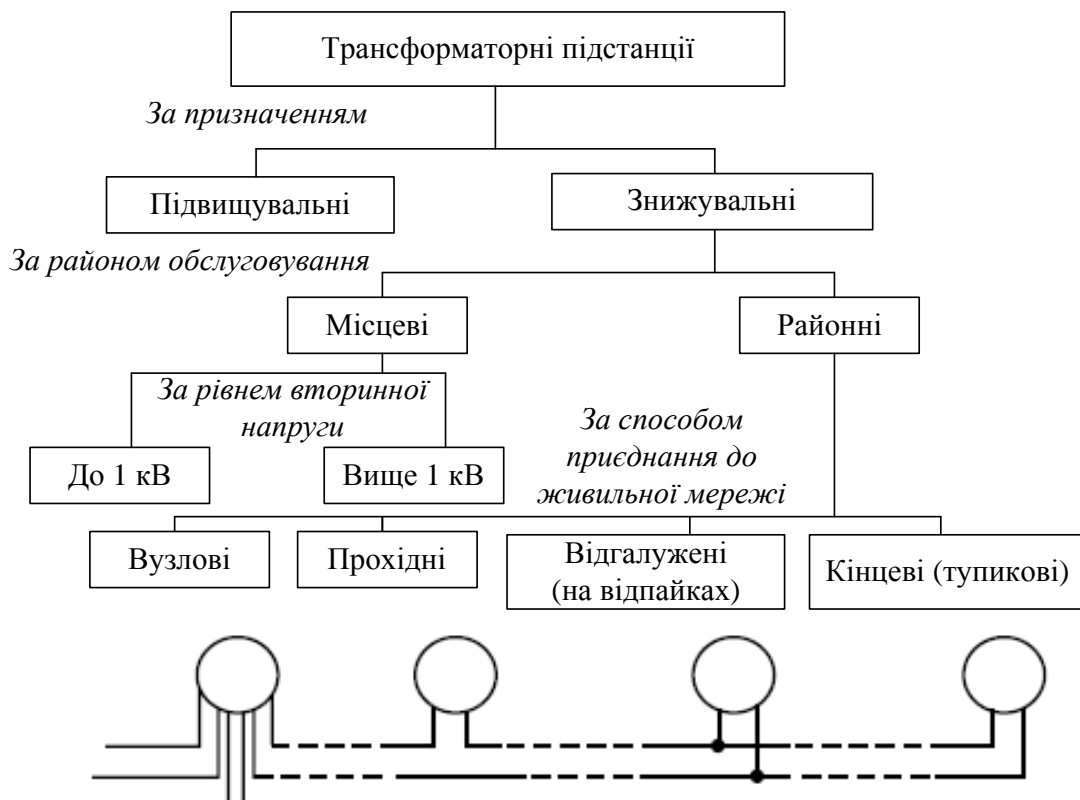 Трансформаторні підстанції
За призначенням
Підвищувальні
Знижувальні
За районом обслуговування
Місцеві
Районні
За рівнем вторинної
напруги
За способом
приєднання до
живильної мережі
До 1 кВ
Вище 1 кВ
Вузлові
Прохідні
Відгалужені
(на відпайках)
Кінцеві (тупикові)